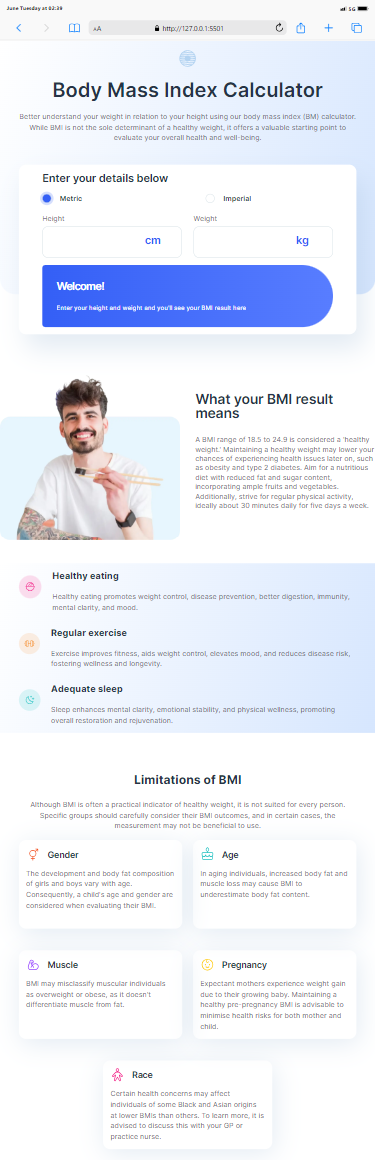 June Tuesday at 02:39
5G
AA
http://127.0.0.1:5501
Body Mass Index Calculator
Better understand your weight in relation to your height using our body mass index (BM) calculator.
While BMI is not the sole determinant of a healthy weight, it offers a valuable starting point to
evaluate your overall health and well-being.
Enter your details below
Metric
Imperial
Height
Weight
cm
kg
Welcome!
Enter your height and weight and you'll see your BMI result here
What your BMI result
means
A BMI range of 18.5 to 24.9 is considered a 'healthy
weight.' Maintaining a healthy weight may lower your
chances of experiencing health issues later on, such
as obesity and type 2 diabetes. Aim for a nutritious
diet with reduced fat and sugar content,
incorporating ample fruits and vegetables.
Additionally, strive for regular physical activity,
ideally about 30 minutes daily for five days a week.
Healthy eating
Healthy eating promotes weight control, disease prevention, better digestion, immunity,
mental clarity, and mood.
Regular exercise
Exercise improves fitness, aids weight control, elevates mood, and reduces disease risk,
fostering wellness and longevity.
Adequate sleep
Sleep enhances mental clarity, emotional stability, and physical wellness, promoting
overall restoration and rejuvenation.
Limitations of BMI
Although BMI is often a practical indicator of healthy weight, it is not suited for every person.
Specific groups should carefully consider their BMI outcomes, and in certain cases, the
measurement may not be beneficial to use.
Gender
The development and body fat composition
of girls and boys vary with age.
Consequently, a child's age and gender are
considered when evaluating their BMI.
Age
In aging individuals, increased body fat and
muscle loss may cause BMI to
underestimate body fat content.
Muscle
BMI may misclassify muscular individuals
as overweight or obese, as it doesn't
differentiate muscle from fat.
Pregnancy
Expectant mothers experience weight gain
due to their growing baby. Maintaining a
healthy pre-pregnancy BMI is advisable to
minimise health risks for both mother and
child.
Race
Certain health concerns may affect
individuals of some Black and Asian origins
at lower BMIs than others. To learn more, it is
advised to discuss this with your GP or
practice nurse.